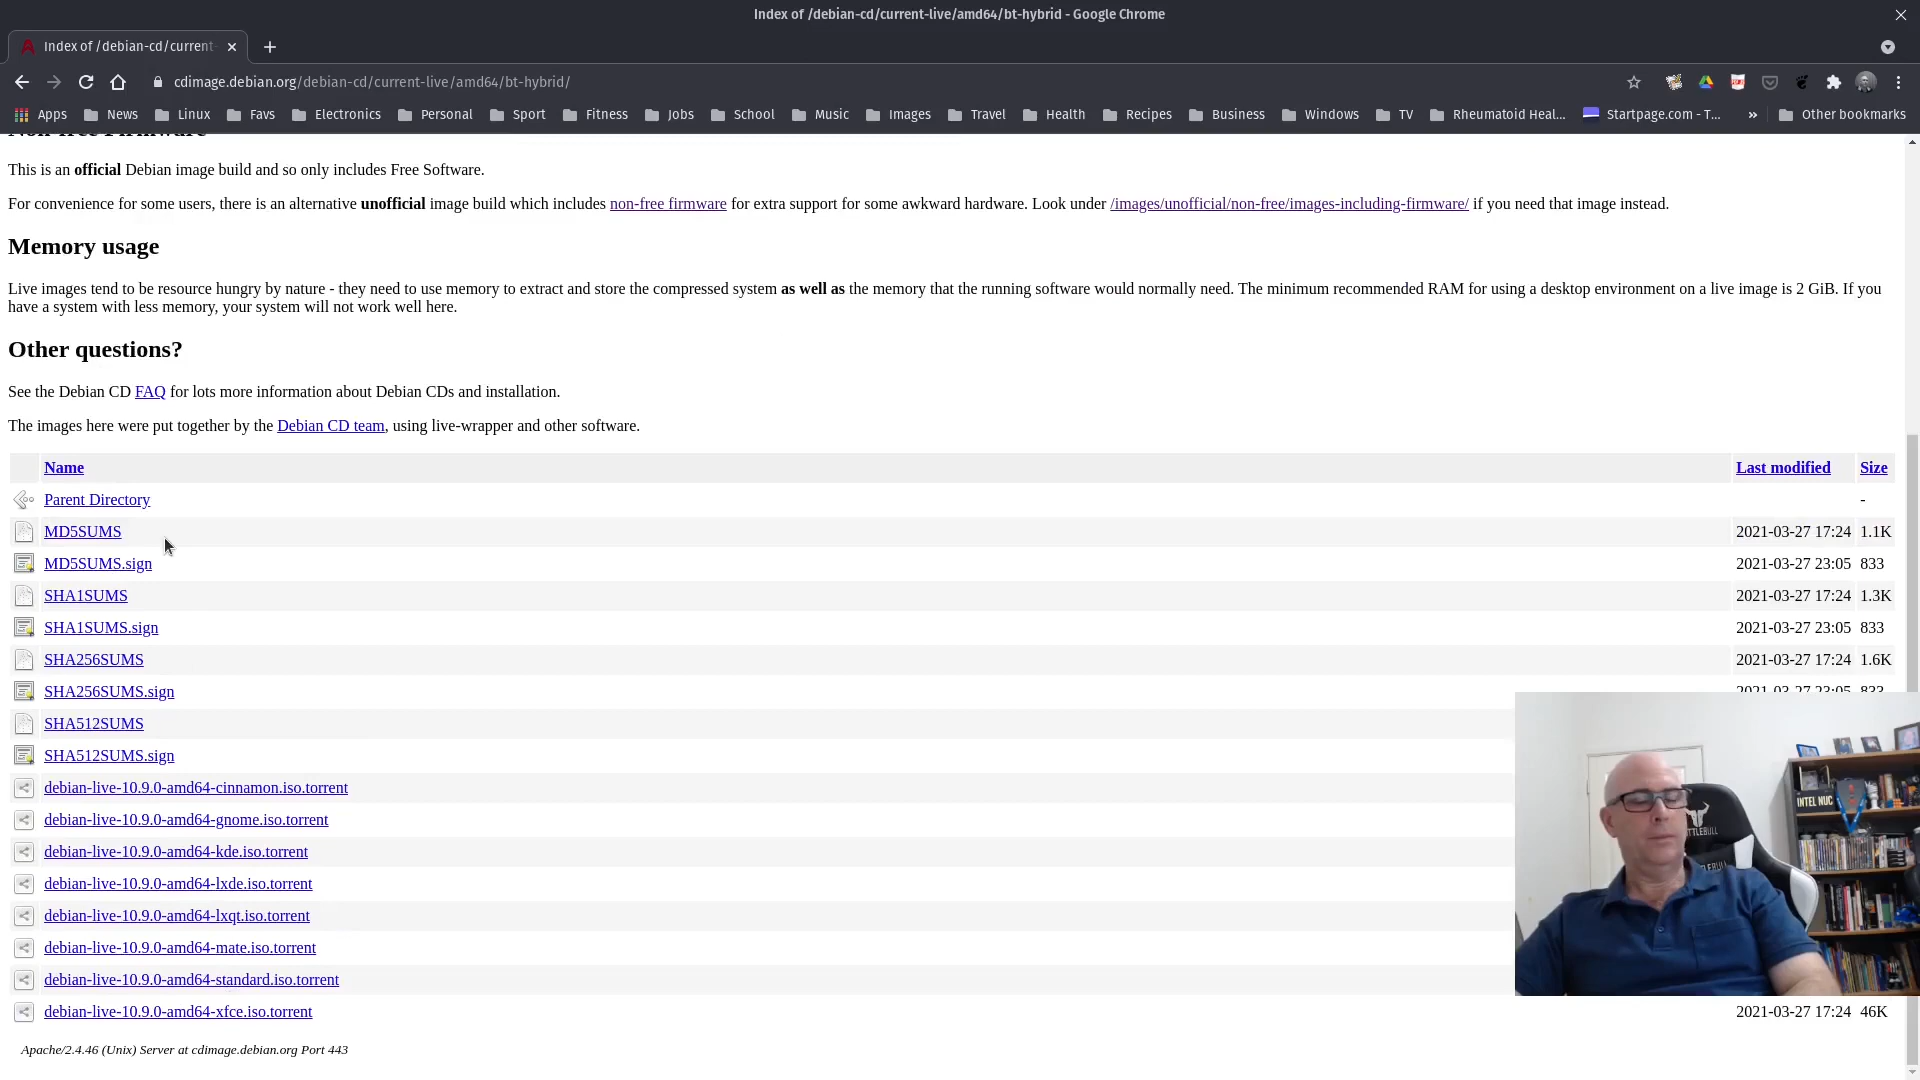 Index of /debian-cd/current-live/amd64/bt-hybrid - Google Chrome
Index of /debian-cd/current-
cdimage.debian.org/debian-cd/current-live/amd64/bt-hybrid/
Apps News Linux Favs Electronics Personal Sport Fitness Jobs School Music Images Travel Health Recipes Business Windows TV Rheumatoid Heal... Startpage.com - T... » Other bookmarks
This is an official Debian image build and so only includes Free Software.
For convenience for some users, there is an alternative unofficial image build which includes non-free firmware for extra support for some awkward hardware. Look under /images/unofficial/non-free/images-including-firmware/ if you need that image instead.
Memory usage
Live images tend to be resource hungry by nature - they need to use memory to extract and store the compressed system as well as the memory that the running software would normally need. The minimum recommended RAM for using a desktop environment on a live image is 2 GiB. If you
have a system with less memory, your system will not work well here.
Other questions?
See the Debian CD FAQ for lots more information about Debian CDs and installation.
The images here were put together by the Debian CD team, using live-wrapper and other software.
Name Last modified Size
Parent Directory -
MD5SUMS 2021-03-27 17:24 1.1K
MD5SUMS.sign 2021-03-27 23:05 833
SHA1SUMS 2021-03-27 17:24 1.3K
SHA1SUMS.sign 2021-03-27 23:05 833
SHA256SUMS 2021-03-27 17:24 1.6K
SHA256SUMS.sign 2021-03-27 23:05 833
SHA512SUMS
SHA512SUMS.sign
debian-live-10.9.0-amd64-cinnamon.iso.torrent
debian-live-10.9.0-amd64-gnome.iso.torrent
debian-live-10.9.0-amd64-kde.iso.torrent
debian-live-10.9.0-amd64-lxde.iso.torrent
debian-live-10.9.0-amd64-lxqt.iso.torrent
debian-live-10.9.0-amd64-mate.iso.torrent
debian-live-10.9.0-amd64-standard.iso.torrent
debian-live-10.9.0-amd64-xfce.iso.torrent 2021-03-27 17:24 46K
Apache/2.4.46 (Unix) Server at cdimage.debian.org Port 443
INTEL NUC